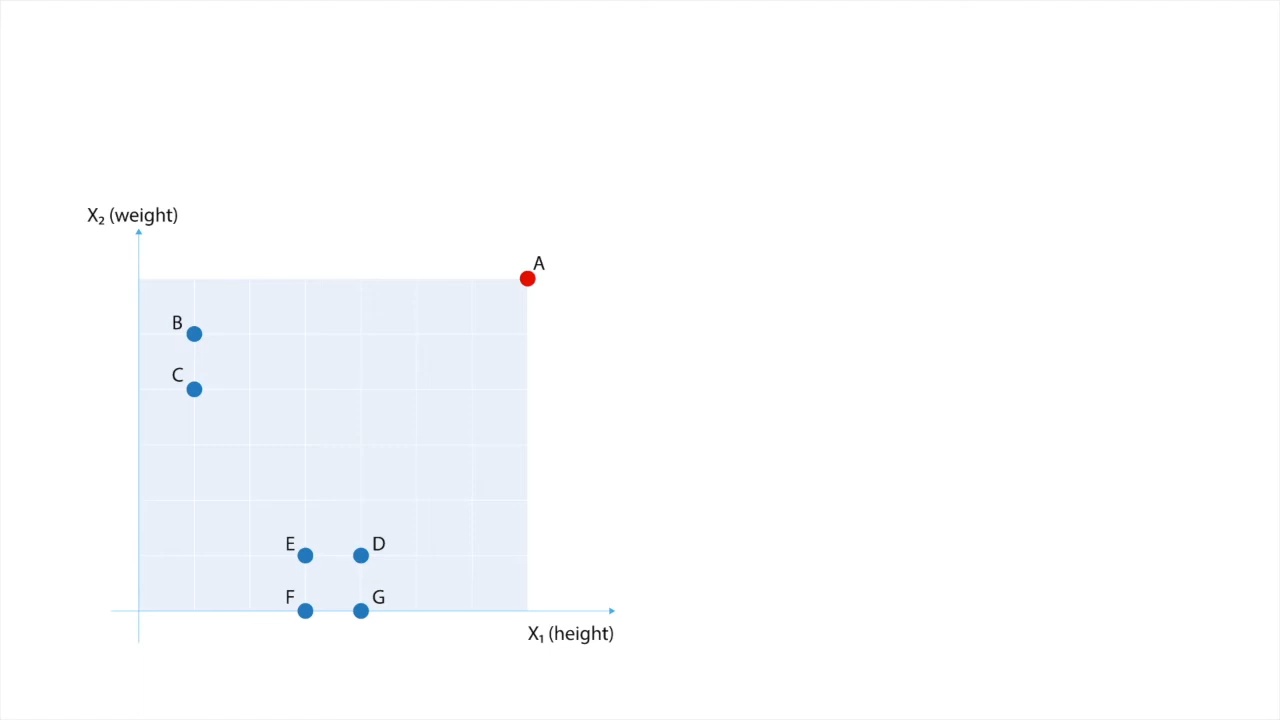 X₂ (weight)
A
B
C
E
D
F
G
X₁ (height)